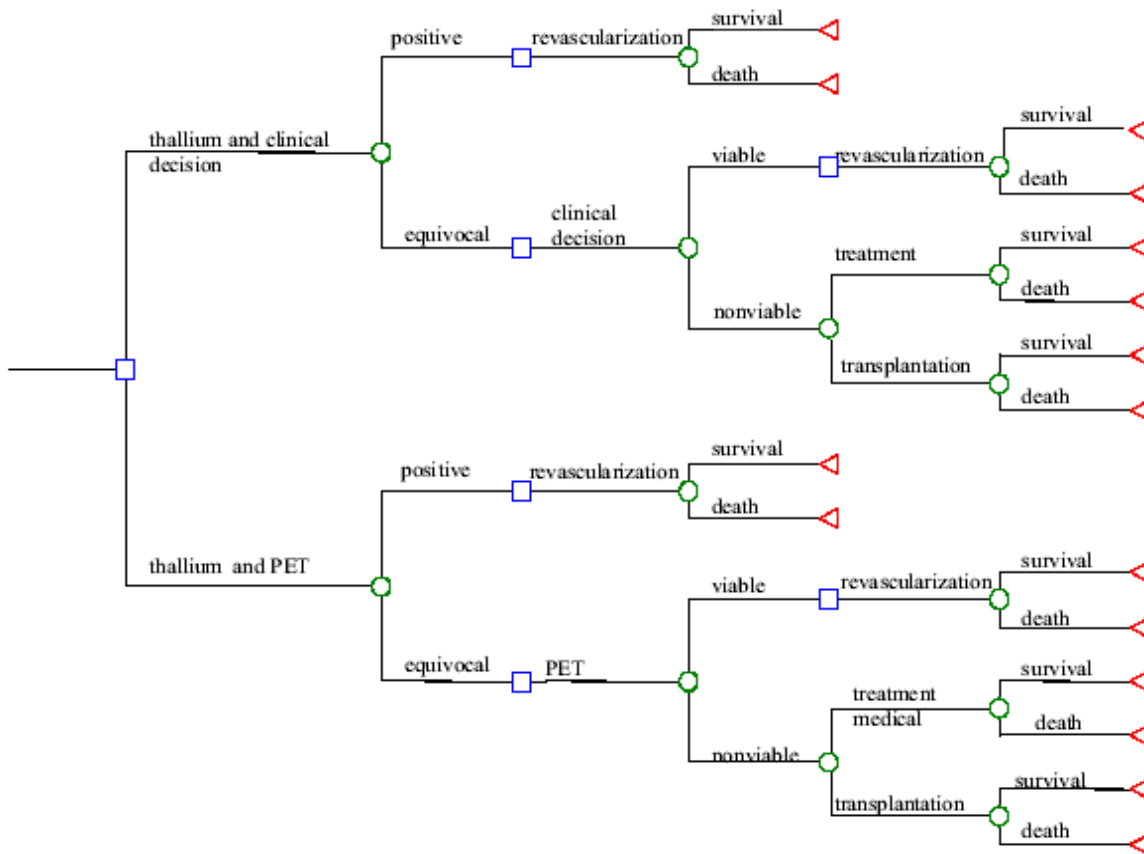 survival
positive
revascularization
death
survival
thallium and clinical
decision
viable
revascularization
death
clinical
decision
equivocal
survival
treatment
death
nonviable
survival
transplantation
death
survival
positive
revascularization
death
survival
thallium and PET
viable
revascularization
death
equivocal
PET
survival
treatment
medical
death
nonviable
survival
transplantation
death